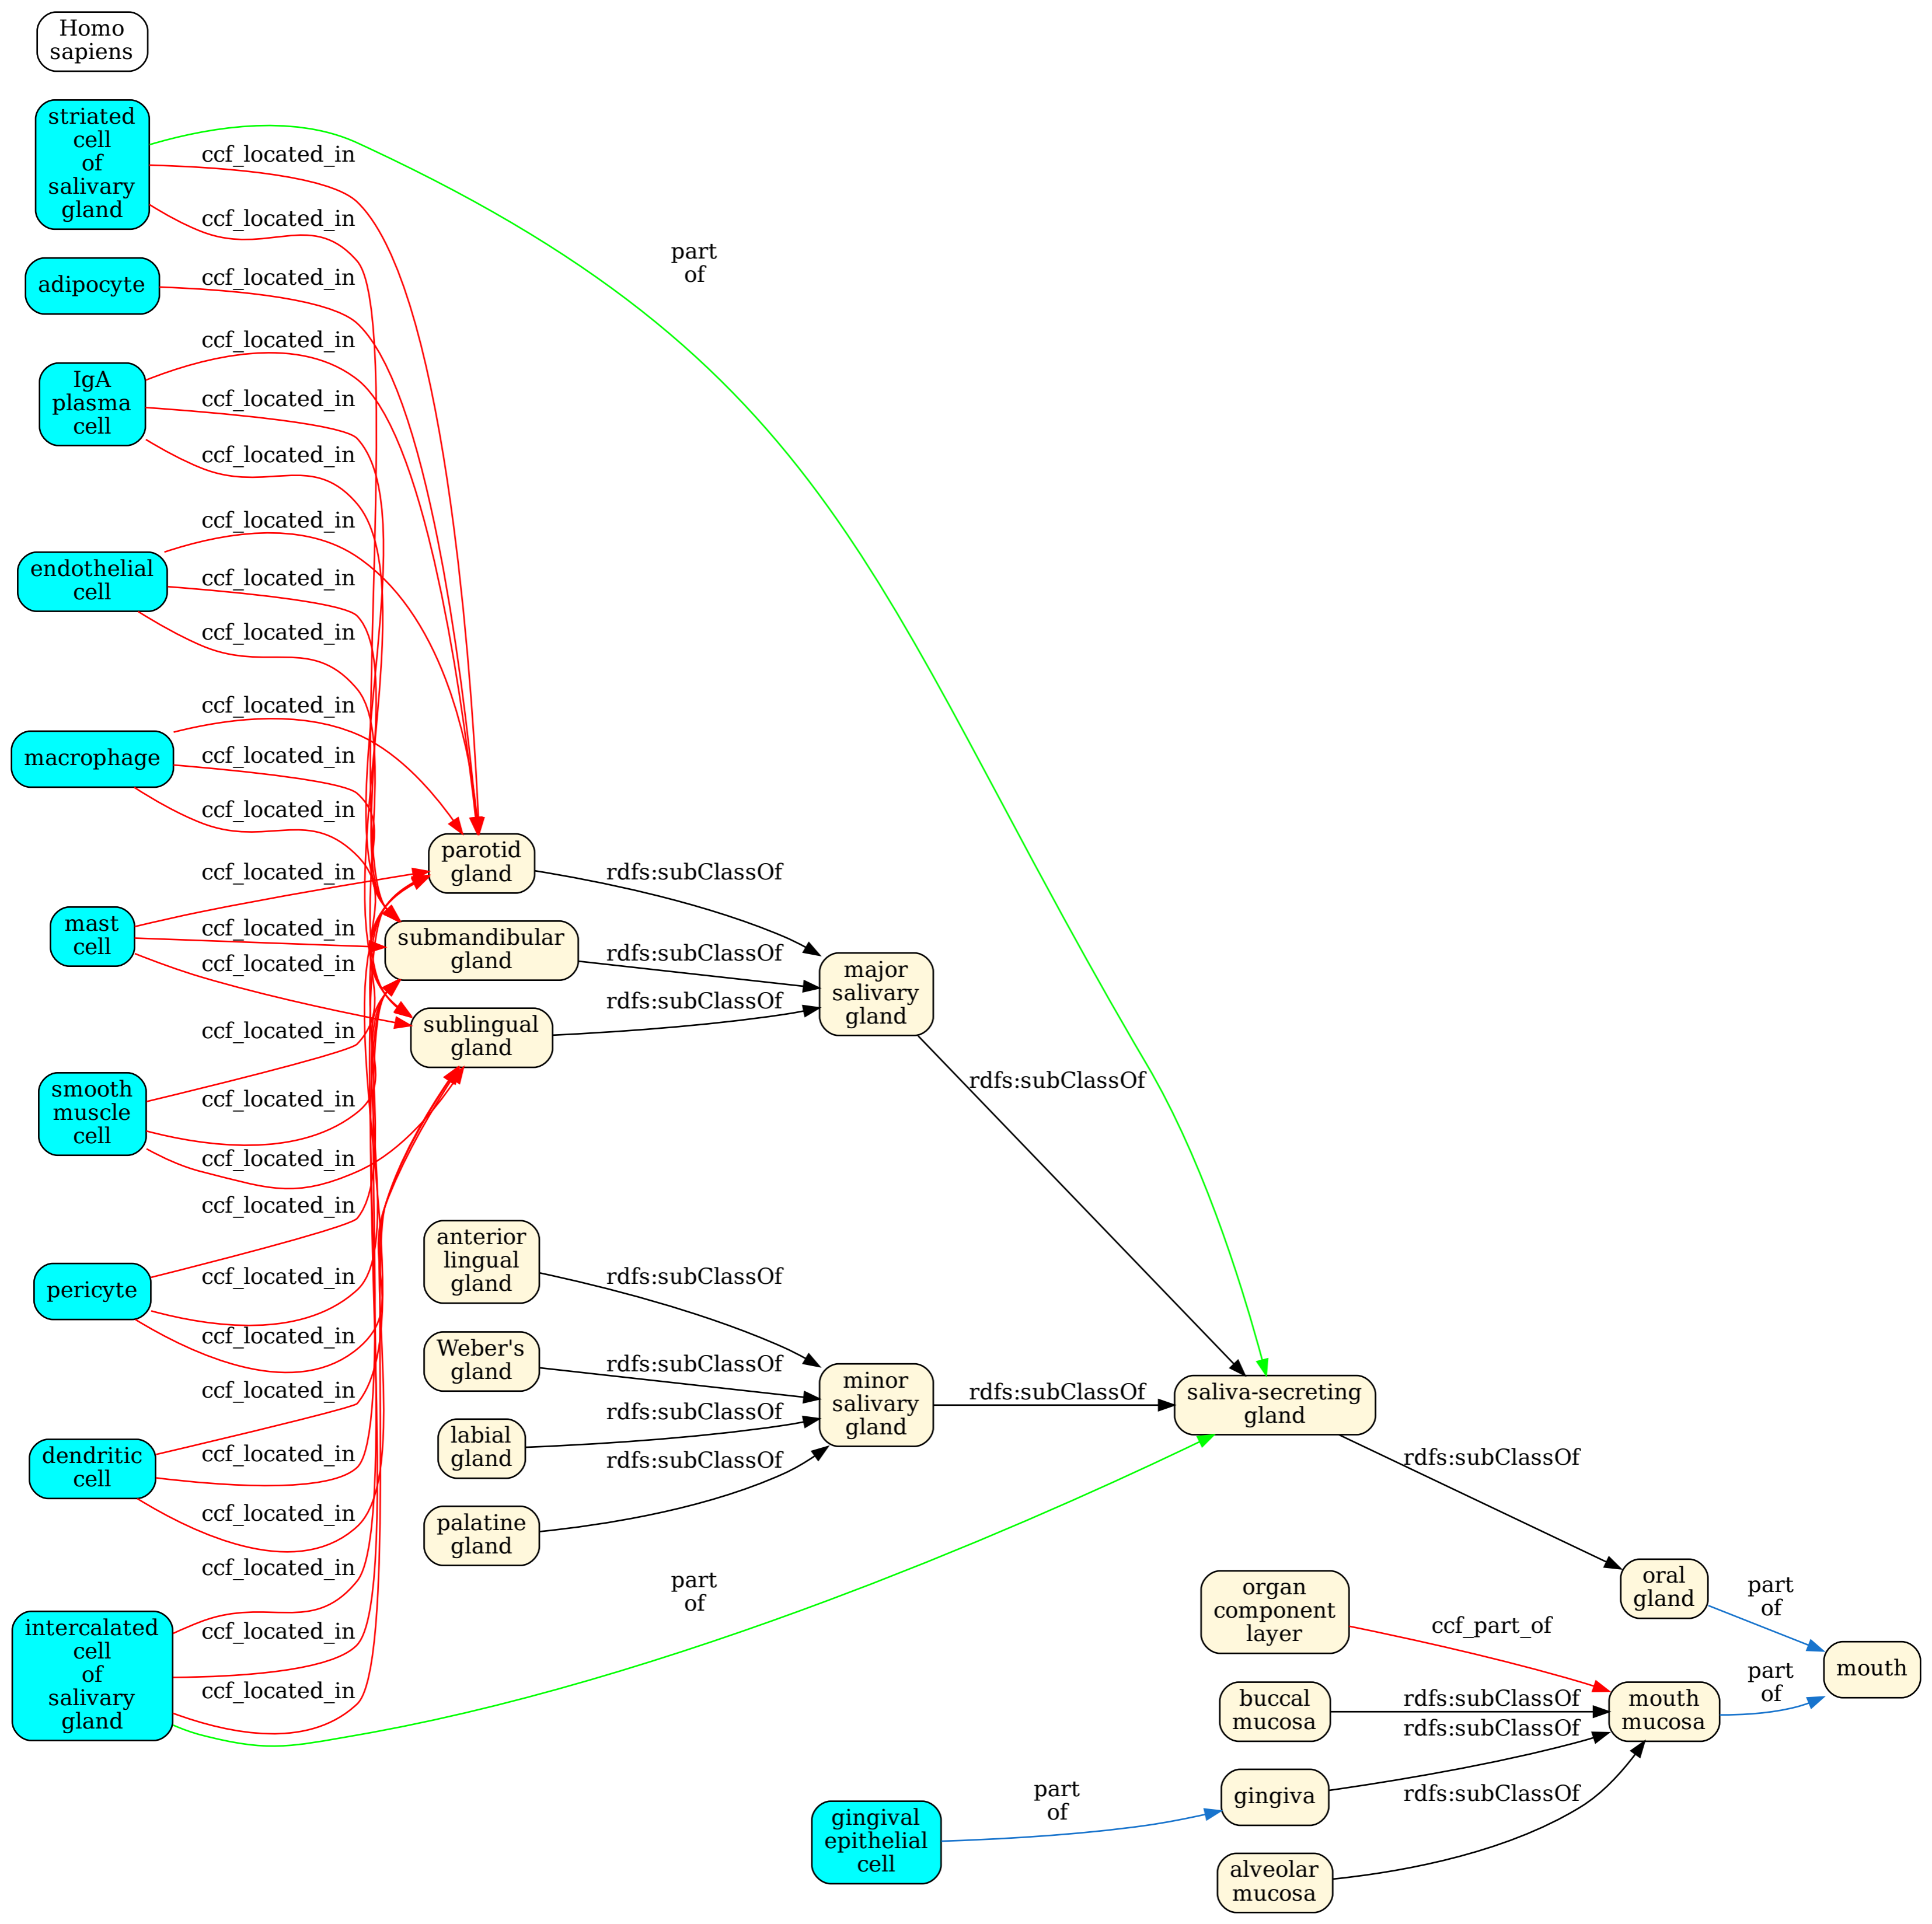 Homo
sapiens
striated
cell
of
salivary
gland
ccf_located_in
ccf_located_in
part
of
adipocyte
ccf_located_in
IgA
plasma
cell
ccf_located_in
ccf_located_in
ccf_located_in
endothelial
cell
ccf_located_in
ccf_located_in
ccf_located_in
macrophage
ccf_located_in
ccf_located_in
ccf_located_in
mast
cell
ccf_located_in
ccf_located_in
ccf_located_in
smooth
muscle
cell
ccf_located_in
ccf_located_in
ccf_located_in
pericyte
ccf_located_in
ccf_located_in
ccf_located_in
dendritic
cell
ccf_located_in
ccf_located_in
ccf_located_in
intercalated
cell
of
salivary
gland
ccf_located_in
ccf_located_in
ccf_located_in
part
of
parotid
gland
rdfs:subClassOf
submandibular
gland
rdfs:subClassOf
sublingual
gland
rdfs:subClassOf
major
salivary
gland
rdfs:subClassOf
anterior
lingual
gland
rdfs:subClassOf
Weber's
gland
rdfs:subClassOf
labial
gland
rdfs:subClassOf
palatine
gland
rdfs:subClassOf
minor
salivary
gland
rdfs:subClassOf
saliva-secreting
gland
rdfs:subClassOf
oral
gland
part
of
organ
component
layer
ccf_part_of
buccal
mucosa
rdfs:subClassOf
gingival
epithelial
cell
part
of
gingiva
rdfs:subClassOf
alveolar
mucosa
rdfs:subClassOf
mouth
mucosa
part
of
mouth